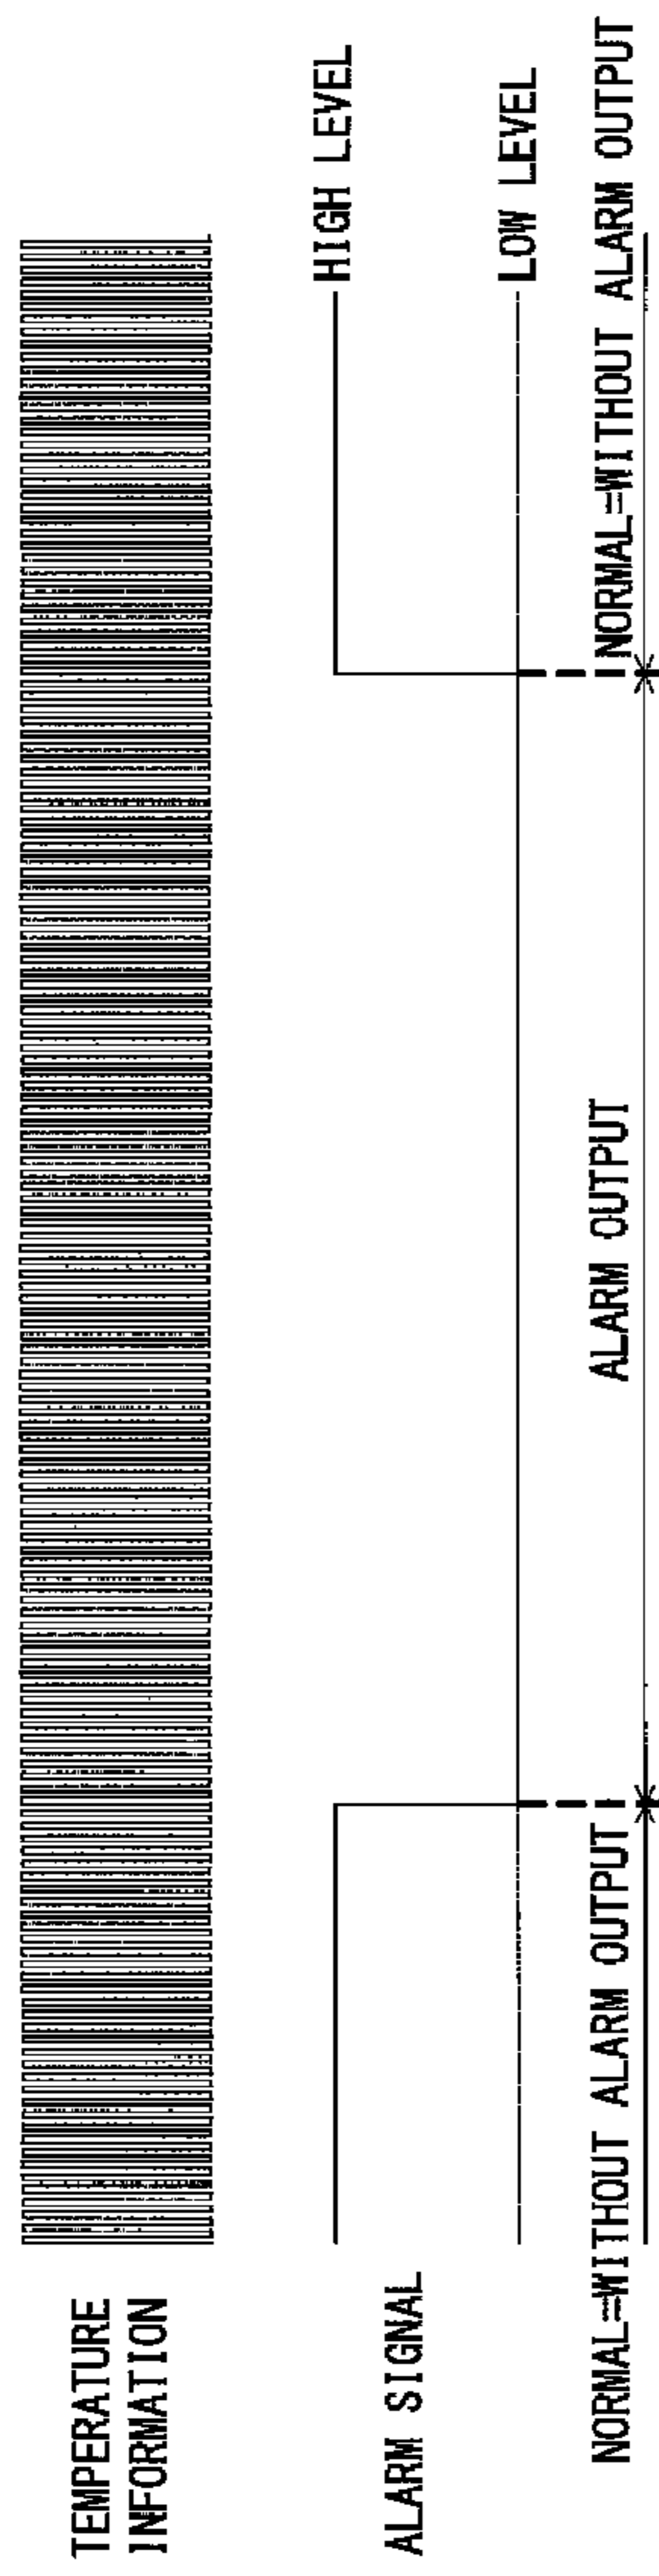 TEMPERATURE
INFORMATION
ALARM SIGNAL
HIGH LEVEL
LOW LEVEL
NORMAL=WITHOUT ALARM OUTPUT
ALARM OUTPUT
NORMAL=WITHOUT ALARM OUTPUT